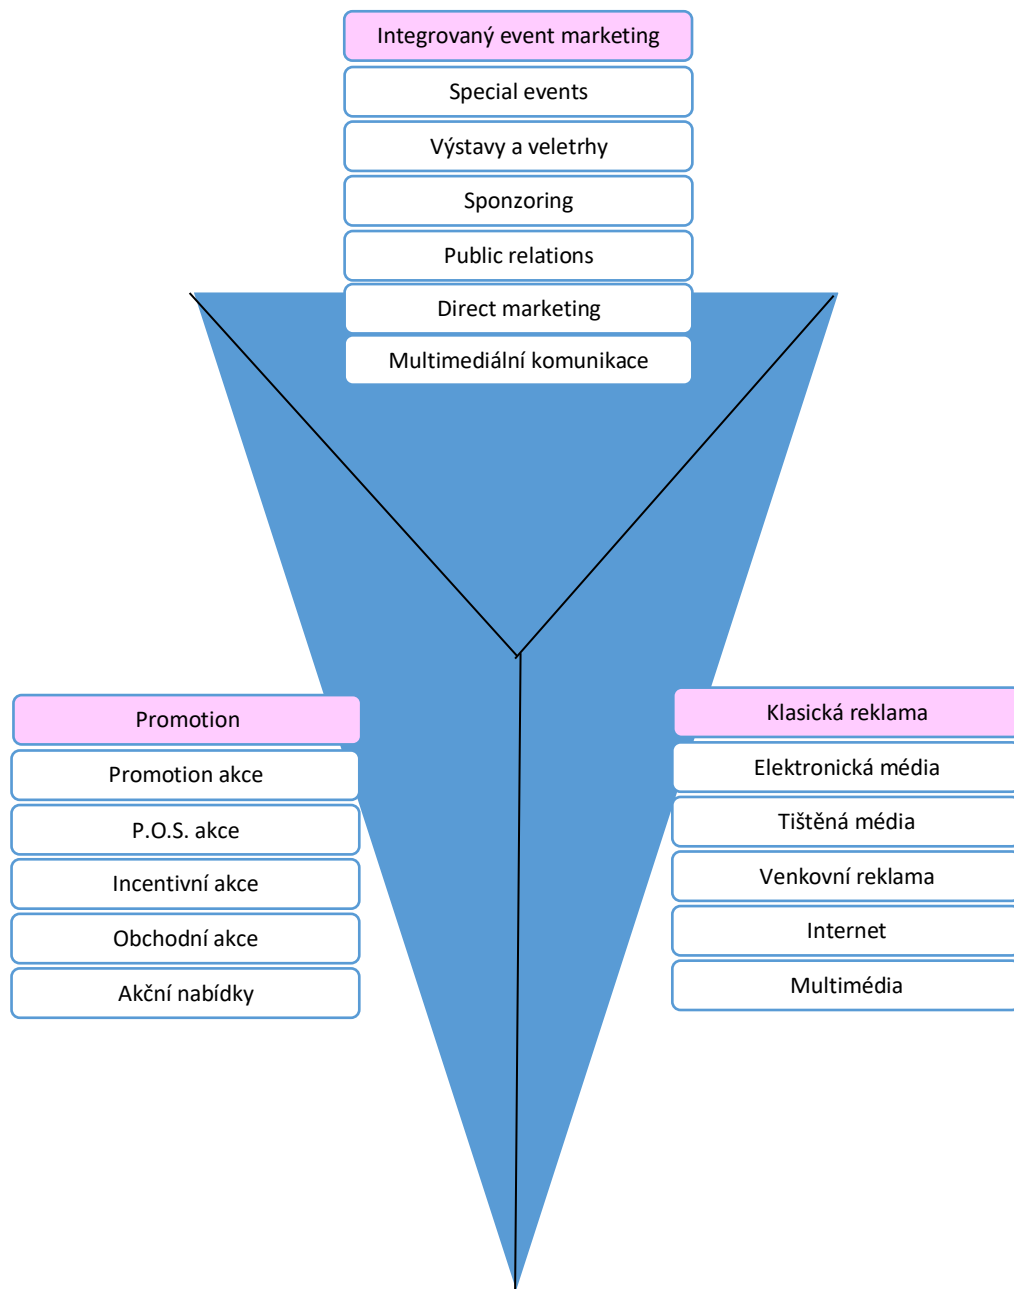 Integrovaný event marketing
Special events
Výstavy a veletrhy
Sponzoring
Public relations
Direct marketing
Multimediální komunikace
Promotion
Promotion akce
P.O.S. akce
Incentivní akce
Obchodní akce
Akční nabídky
Klasická reklama
Elektronická média
Tištěná média
Venkovní reklama
Internet
Multimédia